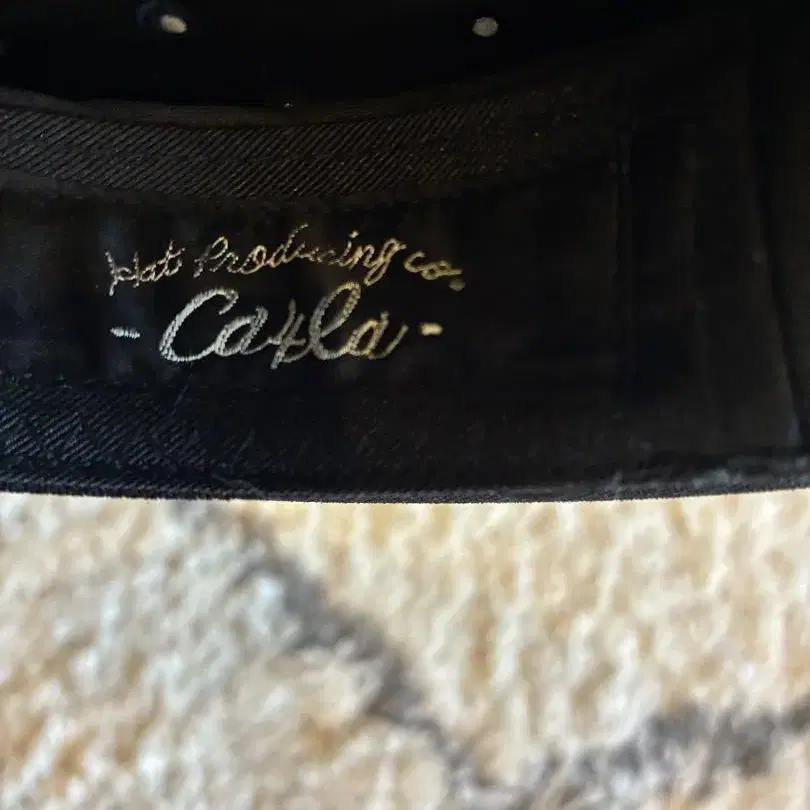 Hat Producing co.
- Ca4la -